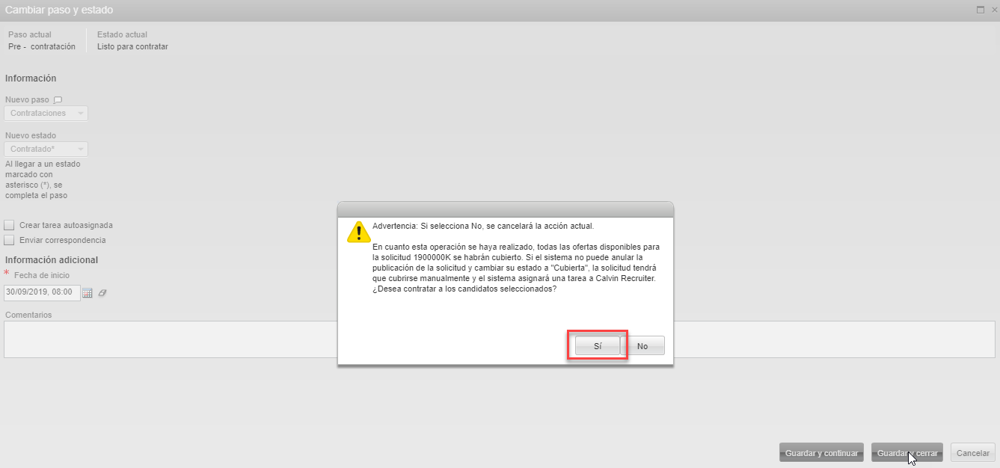 Cambiar paso y estado
Paso actual
Estado actual
Pre - contratación
Listo para contratar
Información
Nuevo paso
Contrataciones
Nuevo estado
Contratado*
Al llegar a un estado
marcado con
asterisco (*), se
completa el paso
Crear tarea autoasignada
Enviar correspondencia
Información adicional
* Fecha de inicio
30/09/2019, 08:00
Comentarios
Advertencia: Si selecciona No, se cancelará la acción actual.
En cuanto esta operación se haya realizado, todas las ofertas disponibles para
la solicitud 1900000K se habrán cubierto. Si el sistema no puede anular la
publicación de la solicitud y cambiar su estado a "Cubierta", la solicitud tendrá
que cubrirse manualmente y el sistema asignará una tarea a Calvin Recruiter.
¿Desea contratar a los candidatos seleccionados?
Sí
No
Guardar y continuar
Guardar y cerrar
Cancelar